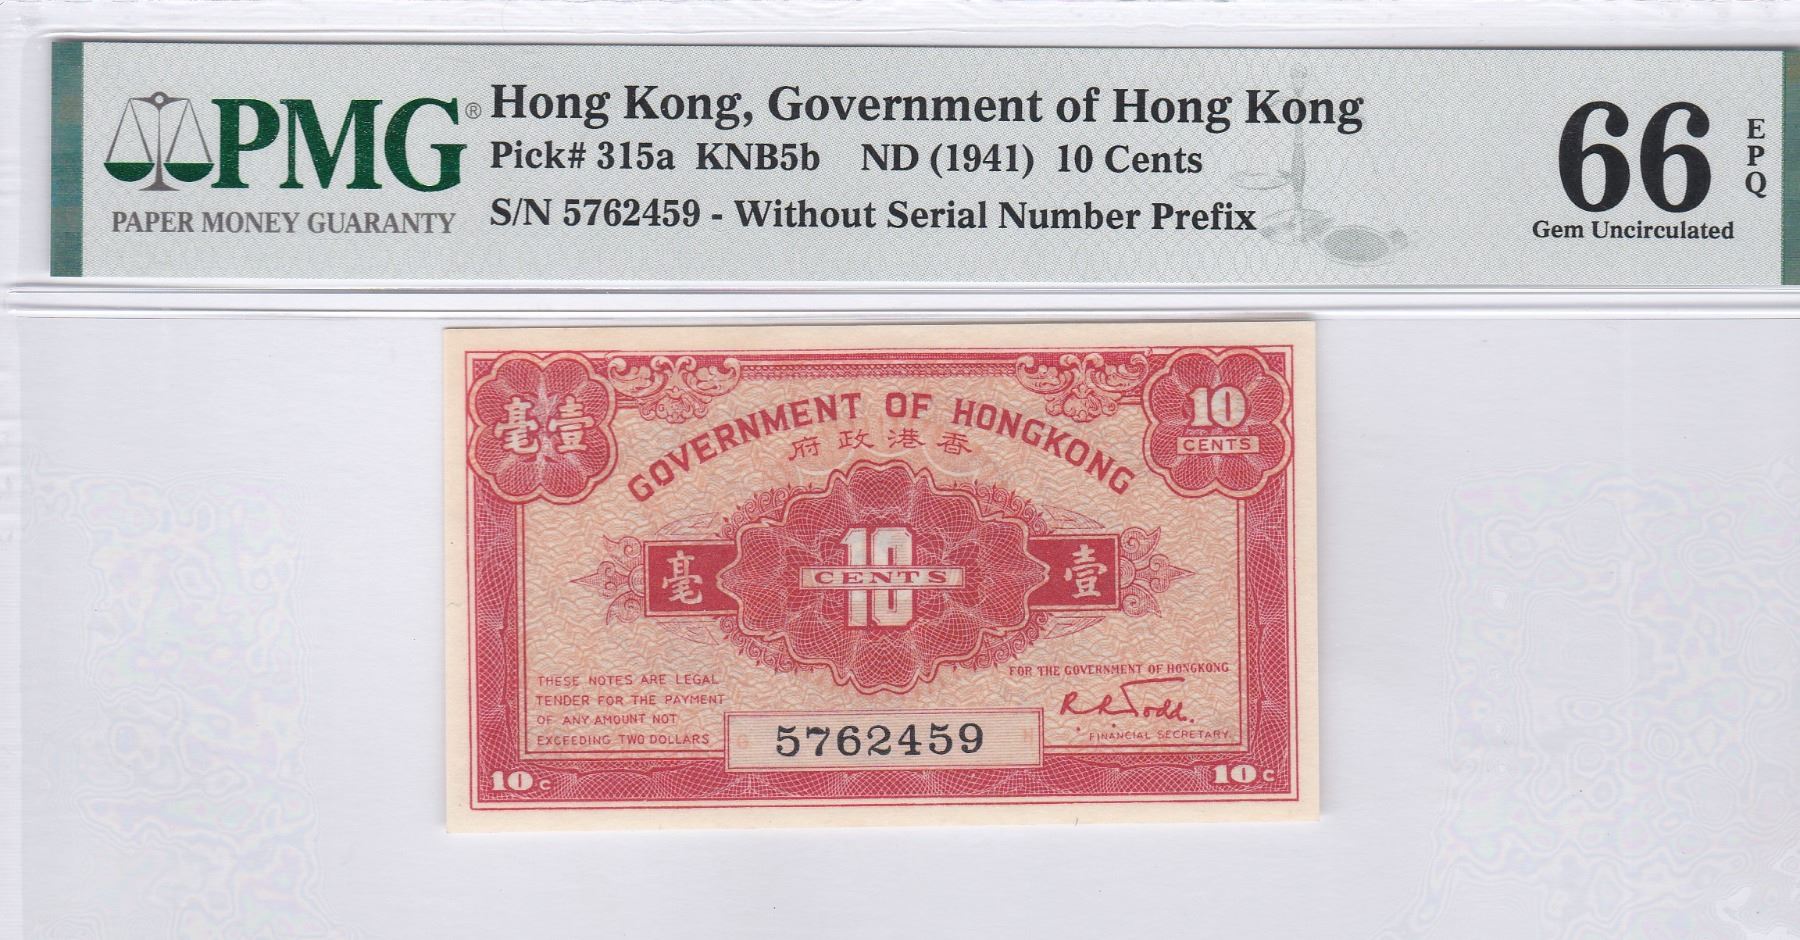 PMG®
PAPER MONEY GUARANTY
Hong Kong, Government of Hong Kong
Pick# 315a KNB5b ND (1941) 10 Cents
S/N 5762459 - Without Serial Number Prefix
66
EPQ
Gem Uncirculated
毫壹
10
CENTS
GOVERNMENT OF HONGKONG
府政港香
毫
10
CENTS
壹
THESE NOTES ARE LEGAL
TENDER FOR THE PAYMENT
OF ANY AMOUNT NOT
EXCEEDING TWO DOLLARS
FOR THE GOVERNMENT OF HONGKONG
R.R. Todd.
FINANCIAL SECRETARY.
G 5762459 H
10 C
10 C